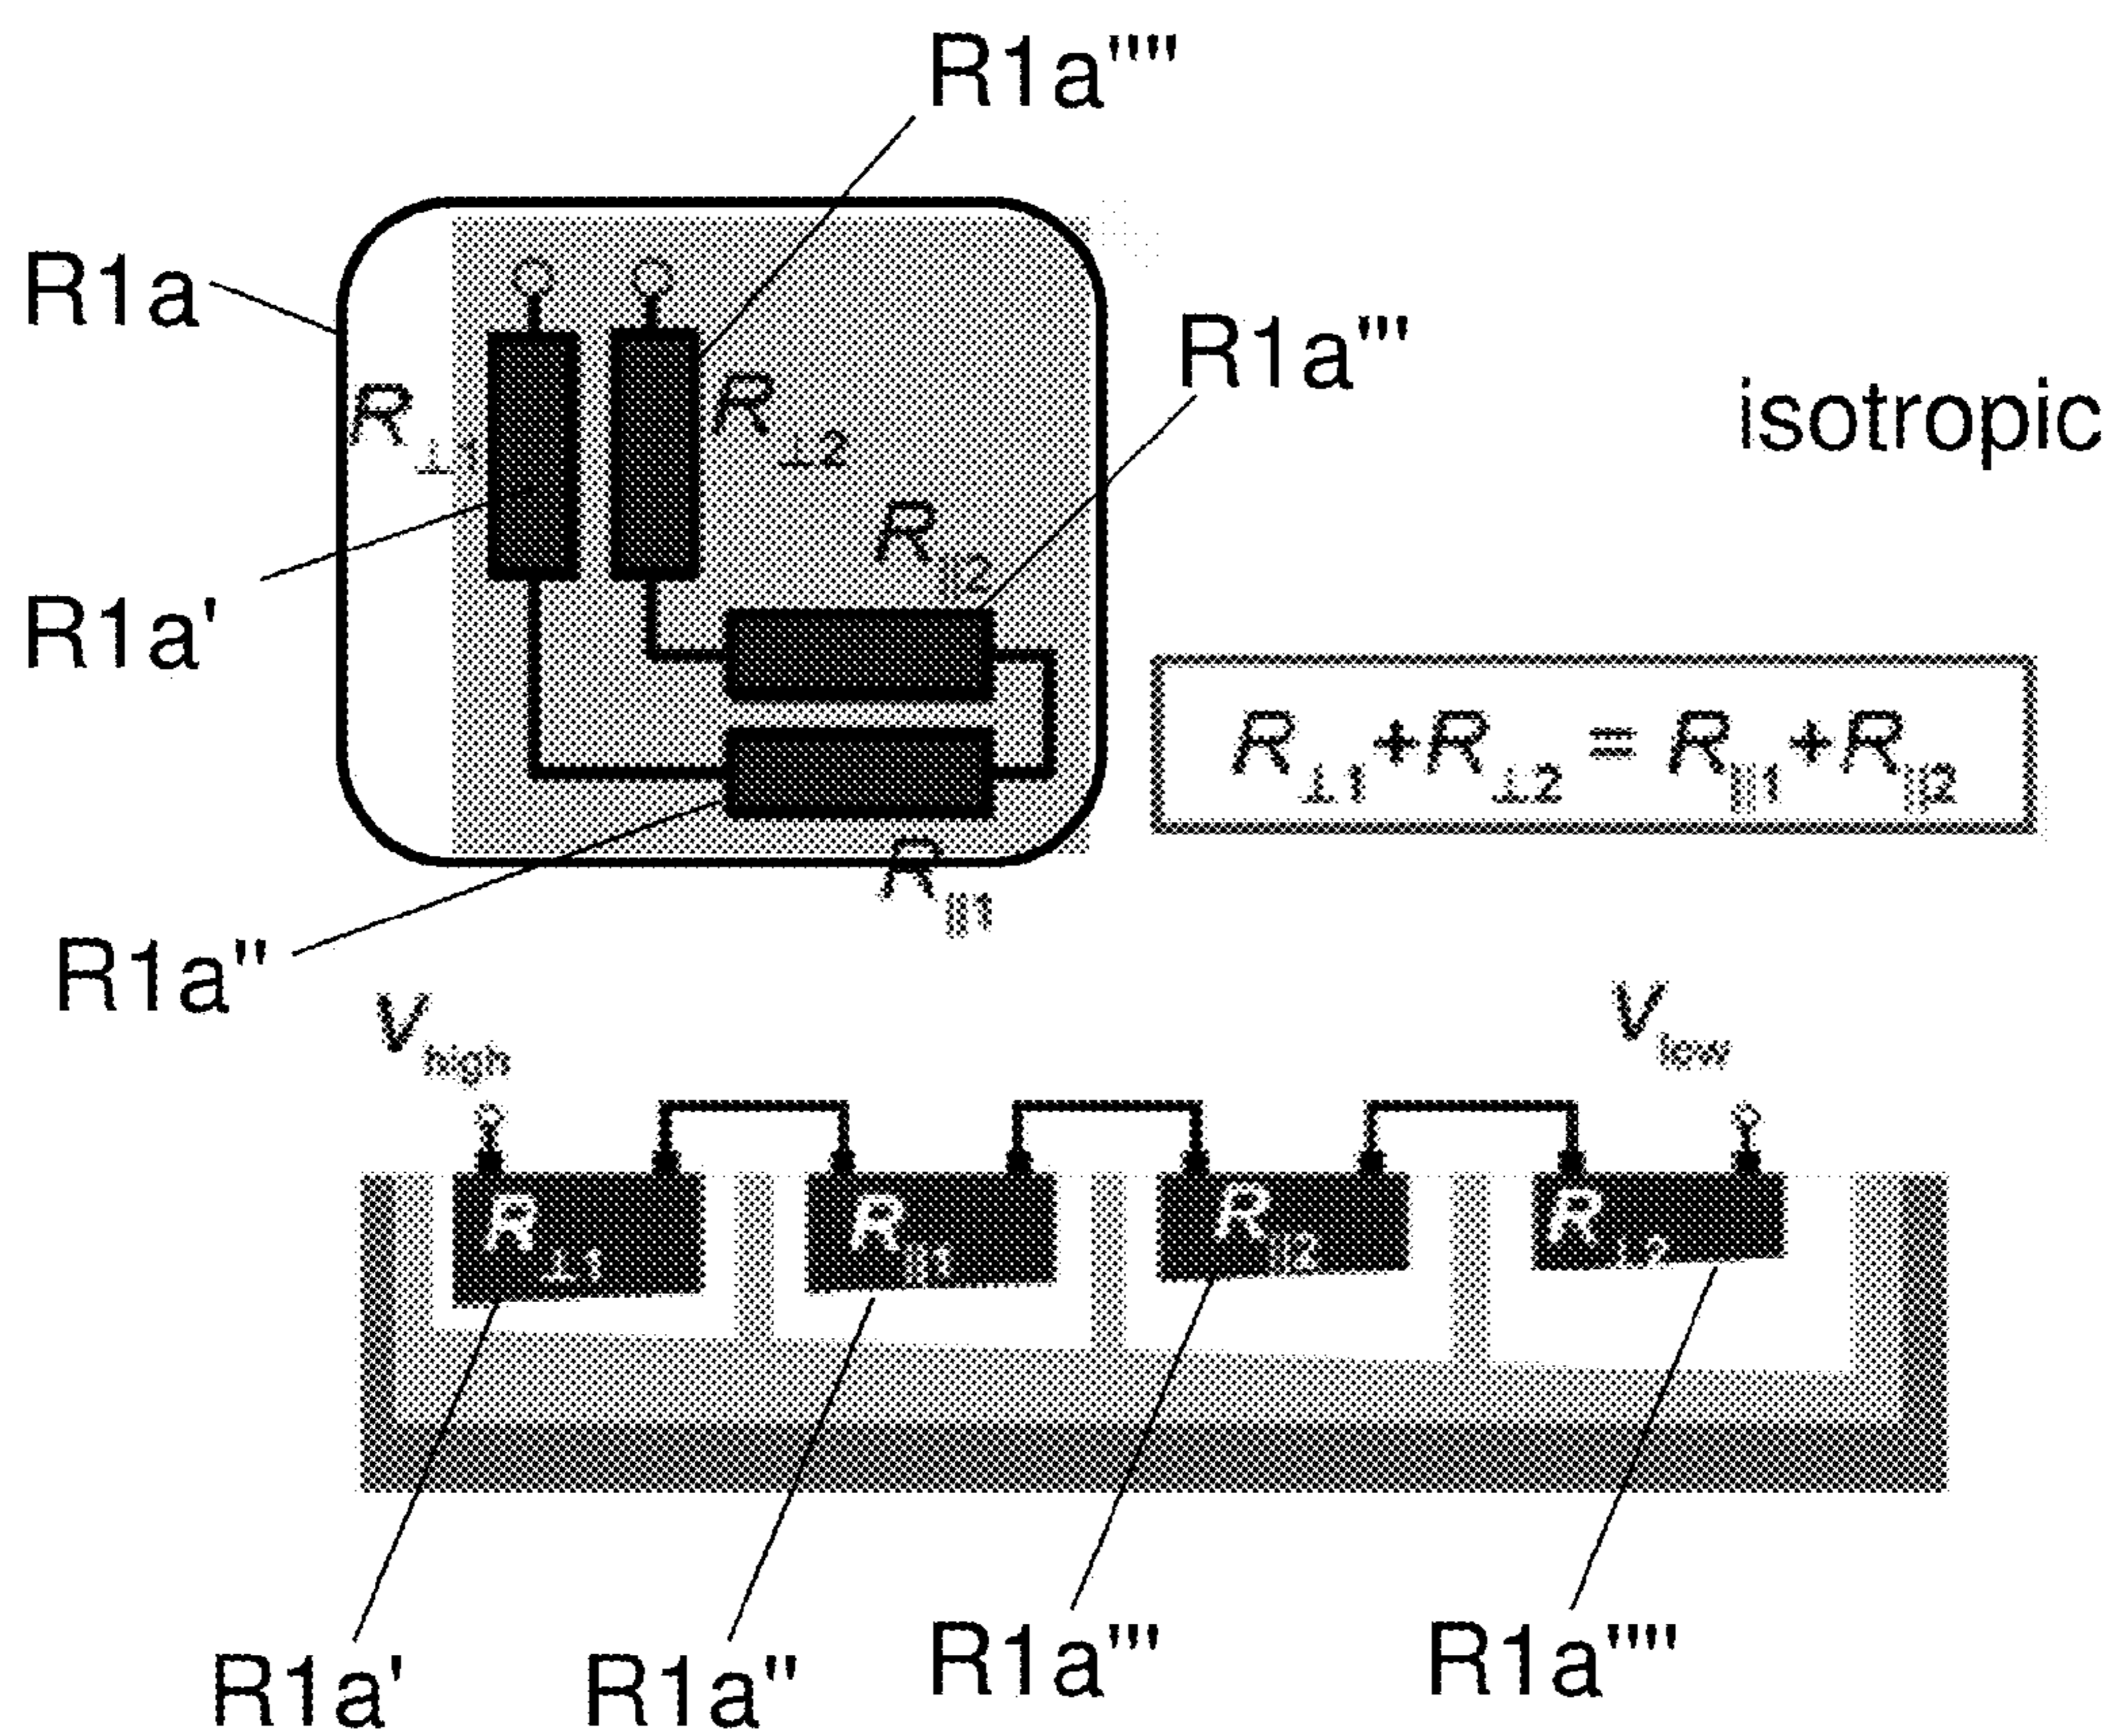 R1a""
R1a
R1a'''
R⊥1
R⊥2
isotropic
R||2
R1a'
R⊥1+R⊥2 = R||1+R||2
R||1
R1a"
Vhigh
Vlow
R⊥1
R||1
R||2
R⊥2
R1a'
R1a"
R1a'''
R1a""